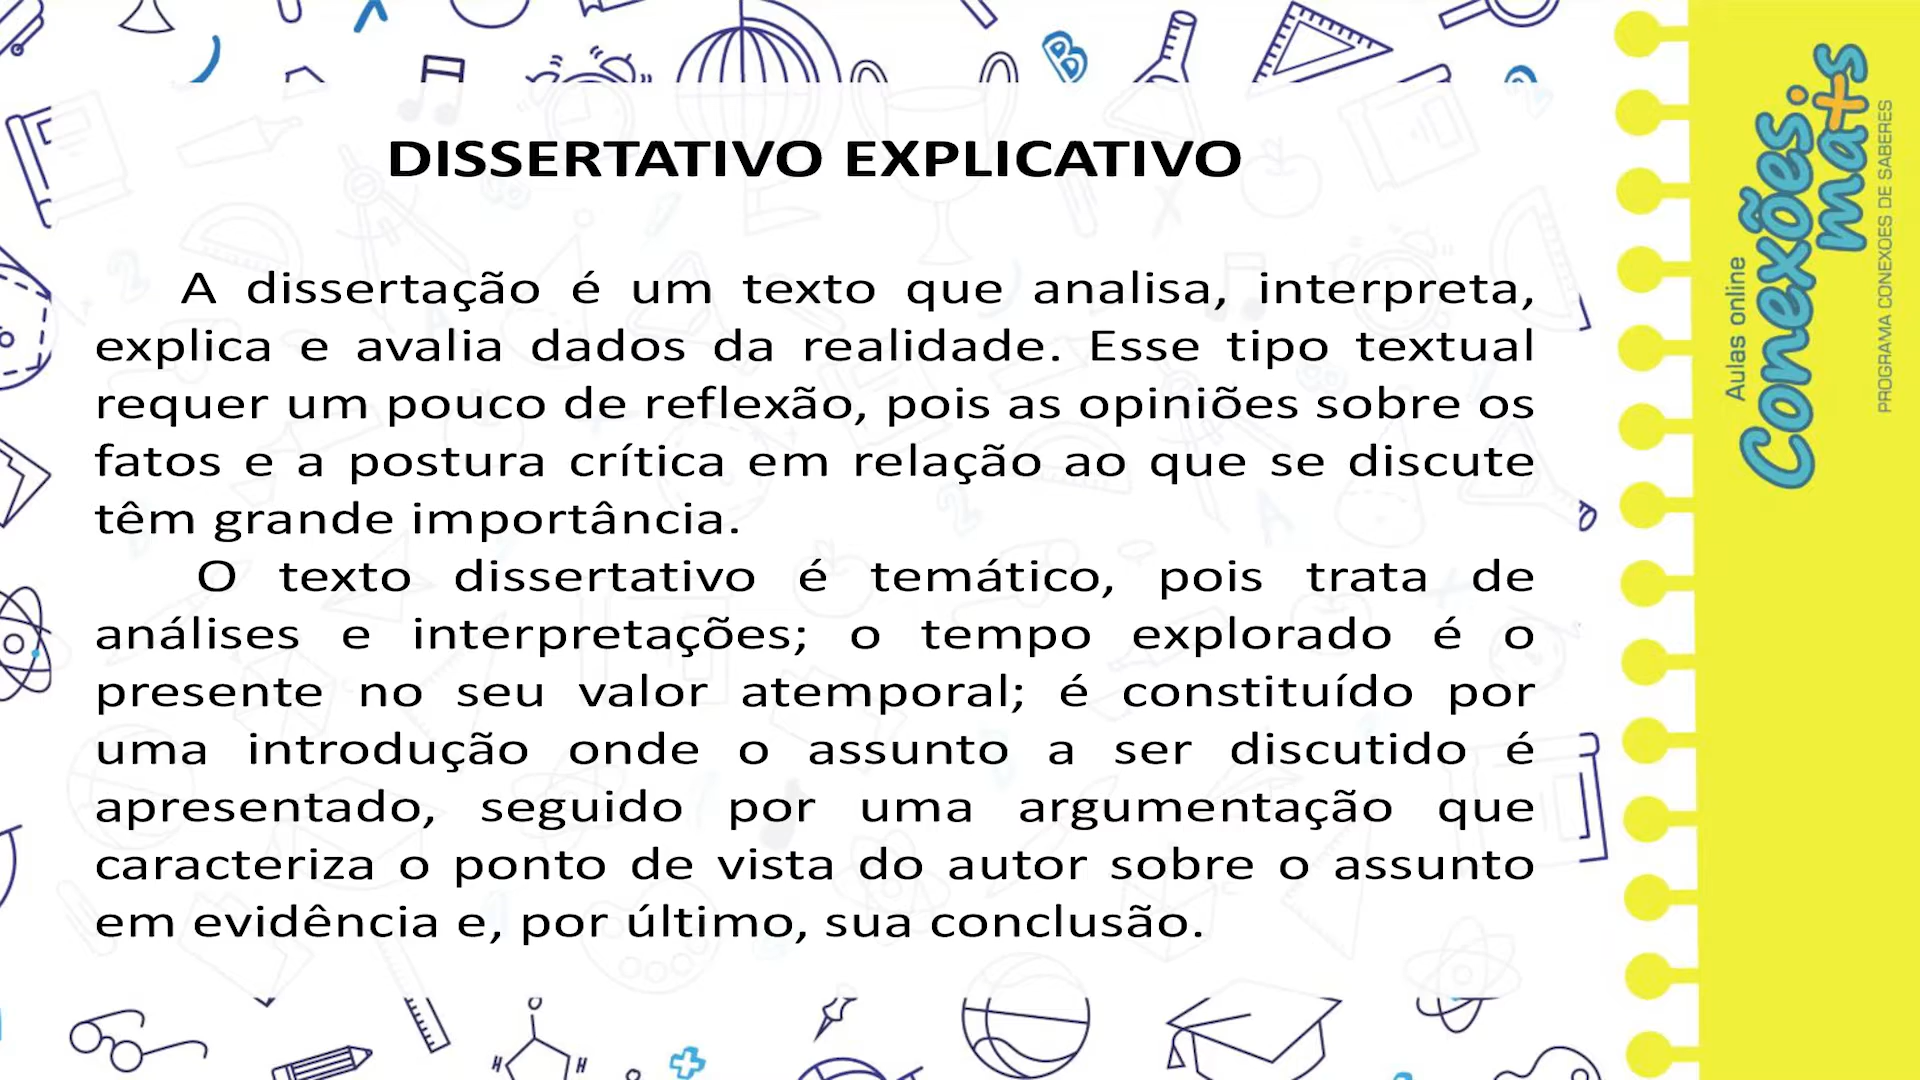 DISSERTATIVO EXPLICATIVO
A dissertação é um texto que analisa, interpreta,
explica e avalia dados da realidade. Esse tipo textual
requer um pouco de reflexão, pois as opiniões sobre os
fatos e a postura crítica em relação ao que se discute
têm grande importância.
O texto dissertativo é temático, pois trata de
análises e interpretações; o tempo explorado é o
presente no seu valor atemporal; é constituído por
uma introdução onde o assunto a ser discutido é
apresentado, seguido por uma argumentação que
caracteriza o ponto de vista do autor sobre o assunto
em evidência e, por último, sua conclusão.
Aulas online
Conexões
ma+s
PROGRAMA CONEXOES DE SABERES
B
H
O
H